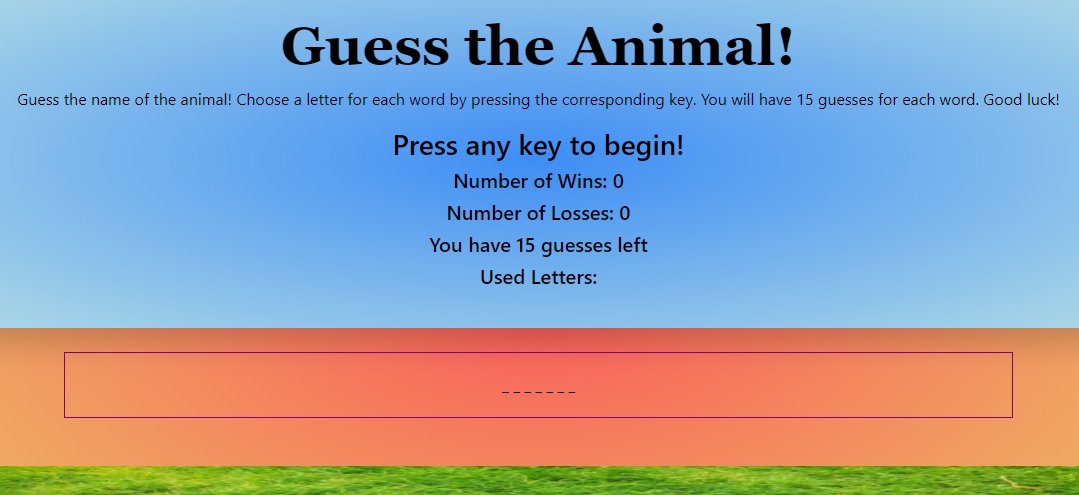 Guess the Animal!
Guess the name of the animal! Choose a letter for each word by pressing the corresponding key. You will have 15 guesses for each word. Good luck!
Press any key to begin!
Number of Wins: 0
Number of Losses: 0
You have 15 guesses left
Used Letters:
_ _ _ _ _ _ _